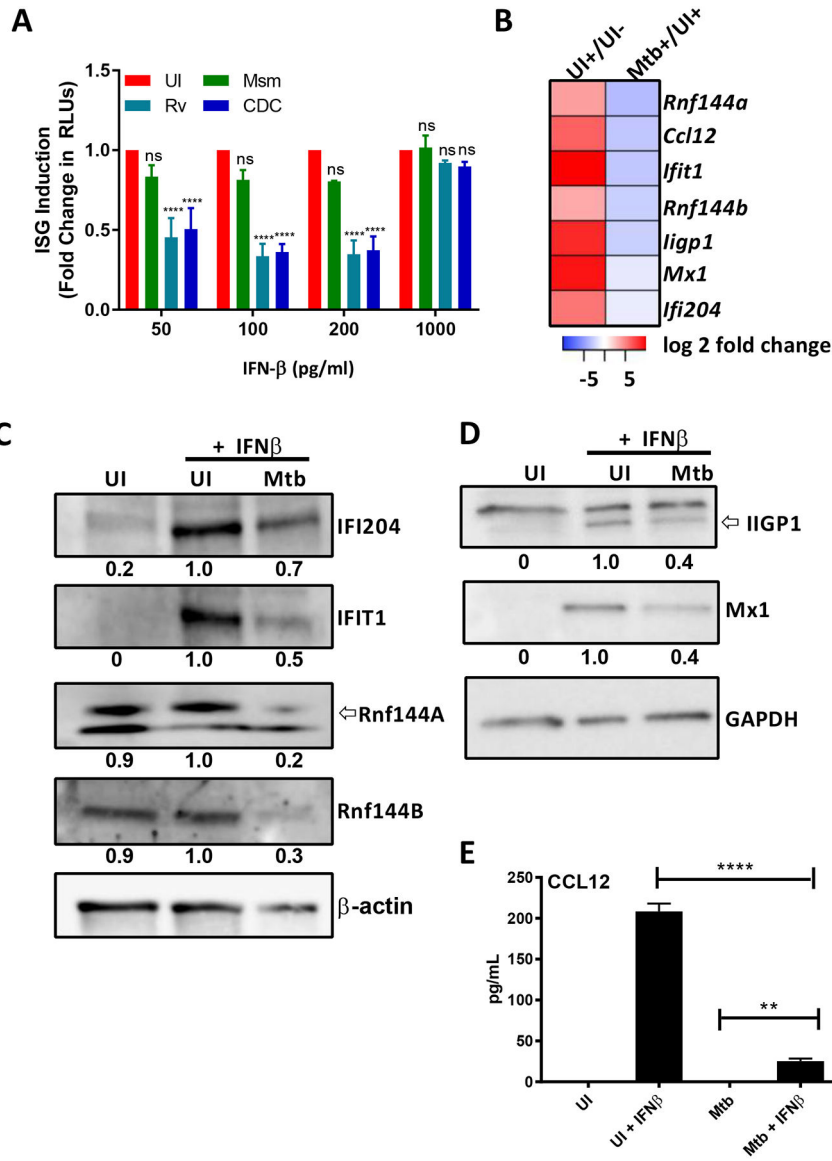 A
ISG Induction
(Fold Change in RLUs)
1.5
1.0
0.5
0.0
UI
Msm
Rv
CDC
ns
****
****
ns
****
****
ns
****
****
ns
ns
ns
50
100
200
1000
IFN-β (pg/ml)
B
UI+/UI-
Mtb+/UI+
Rnf144a
Ccl12
Ifit1
Rnf144b
Iigp1
Mx1
Ifi204
log 2 fold change
-5
5
C
+ IFNβ
UI
UI
Mtb
IFI204
0.2
1.0
0.7
IFIT1
0
1.0
0.5
⇦Rnf144A
0.9
1.0
0.2
Rnf144B
0.9
1.0
0.3
β-actin
D
+ IFNβ
UI
UI
Mtb
⇦ IIGP1
0
1.0
0.4
Mx1
0
1.0
0.4
GAPDH
E
CCL12
pg/mL
250
200
150
100
50
0
****
**
UI
UI + IFNβ
Mtb
Mtb + IFNβ